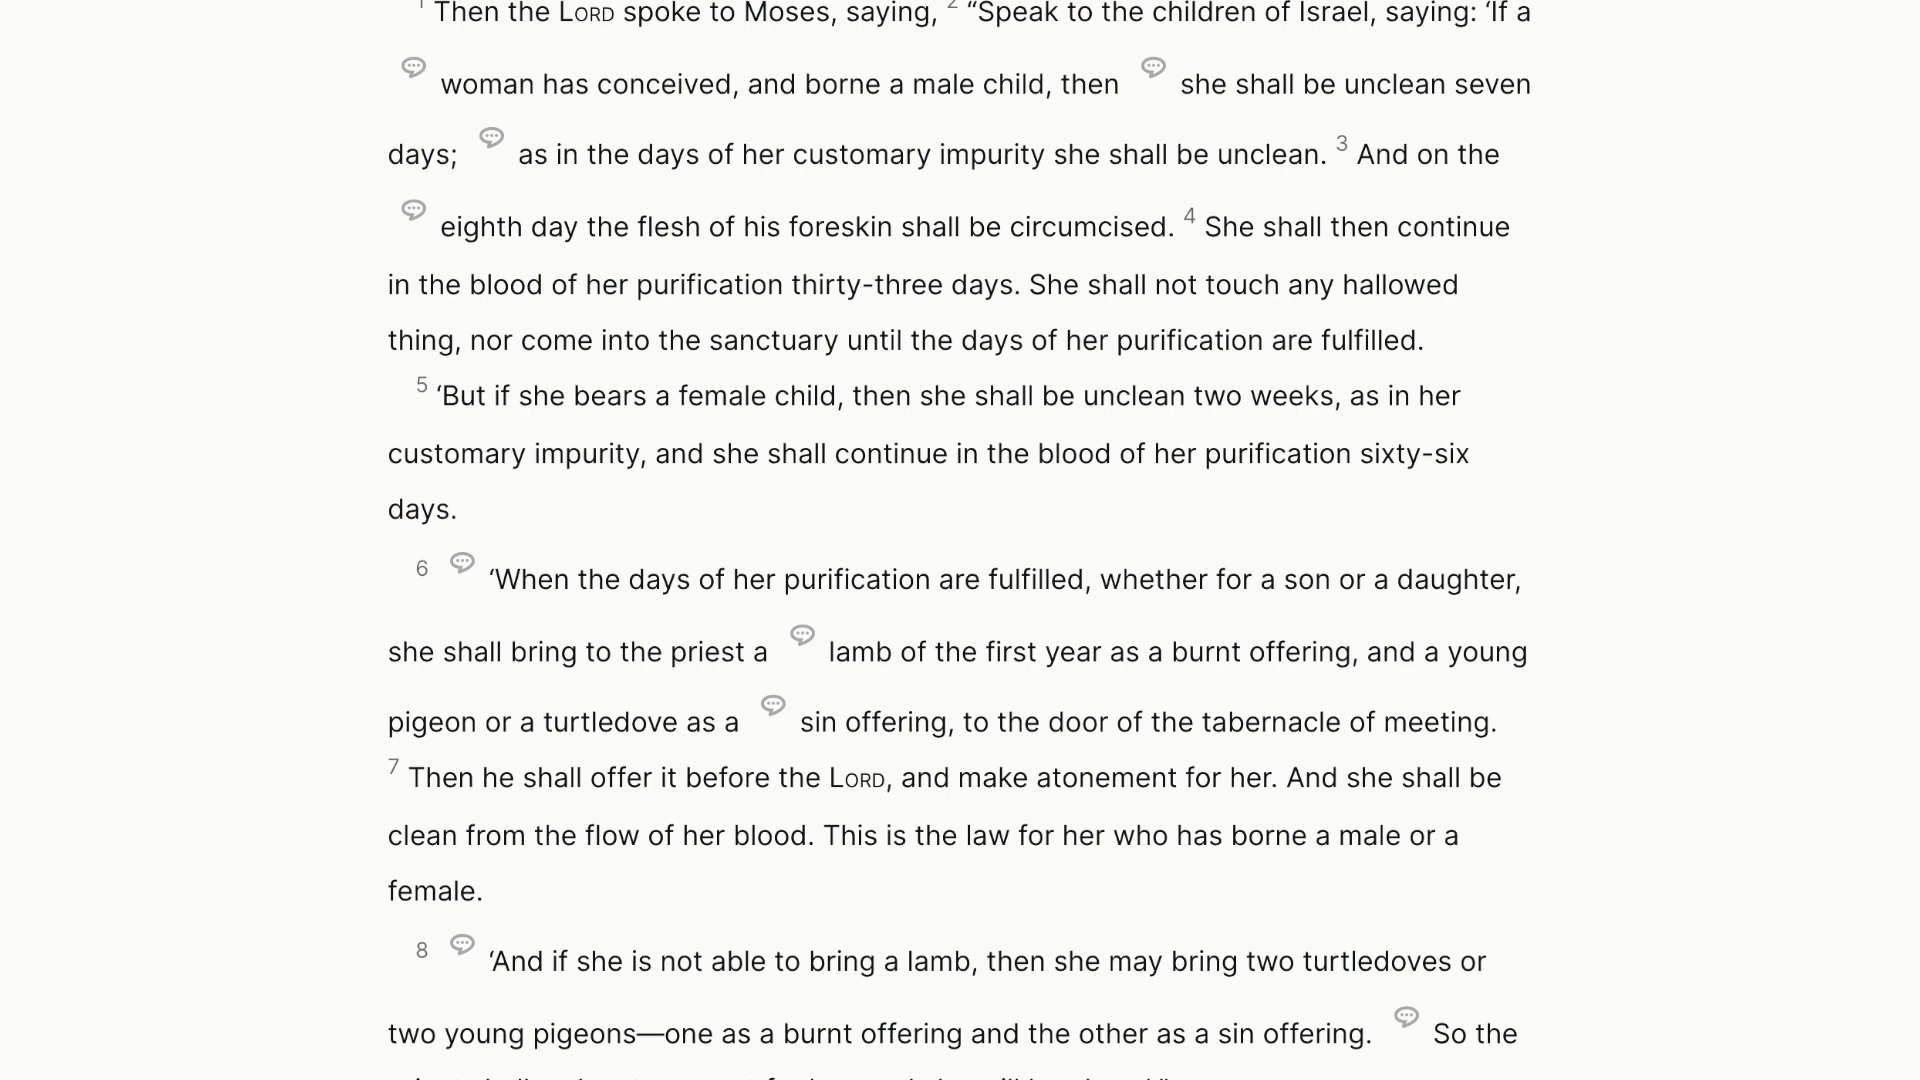 1 Then the LORD spoke to Moses, saying, 2 “Speak to the children of Israel, saying: ‘If a
woman has conceived, and borne a male child, then she shall be unclean seven
days; as in the days of her customary impurity she shall be unclean. 3 And on the
eighth day the flesh of his foreskin shall be circumcised. 4 She shall then continue
in the blood of her purification thirty-three days. She shall not touch any hallowed
thing, nor come into the sanctuary until the days of her purification are fulfilled.
5 ‘But if she bears a female child, then she shall be unclean two weeks, as in her
customary impurity, and she shall continue in the blood of her purification sixty-six
days.
6 ‘When the days of her purification are fulfilled, whether for a son or a daughter,
she shall bring to the priest a lamb of the first year as a burnt offering, and a young
pigeon or a turtledove as a sin offering, to the door of the tabernacle of meeting.
7 Then he shall offer it before the LORD, and make atonement for her. And she shall be
clean from the flow of her blood. This is the law for her who has borne a male or a
female.
8 ‘And if she is not able to bring a lamb, then she may bring two turtledoves or
two young pigeons—one as a burnt offering and the other as a sin offering. So the